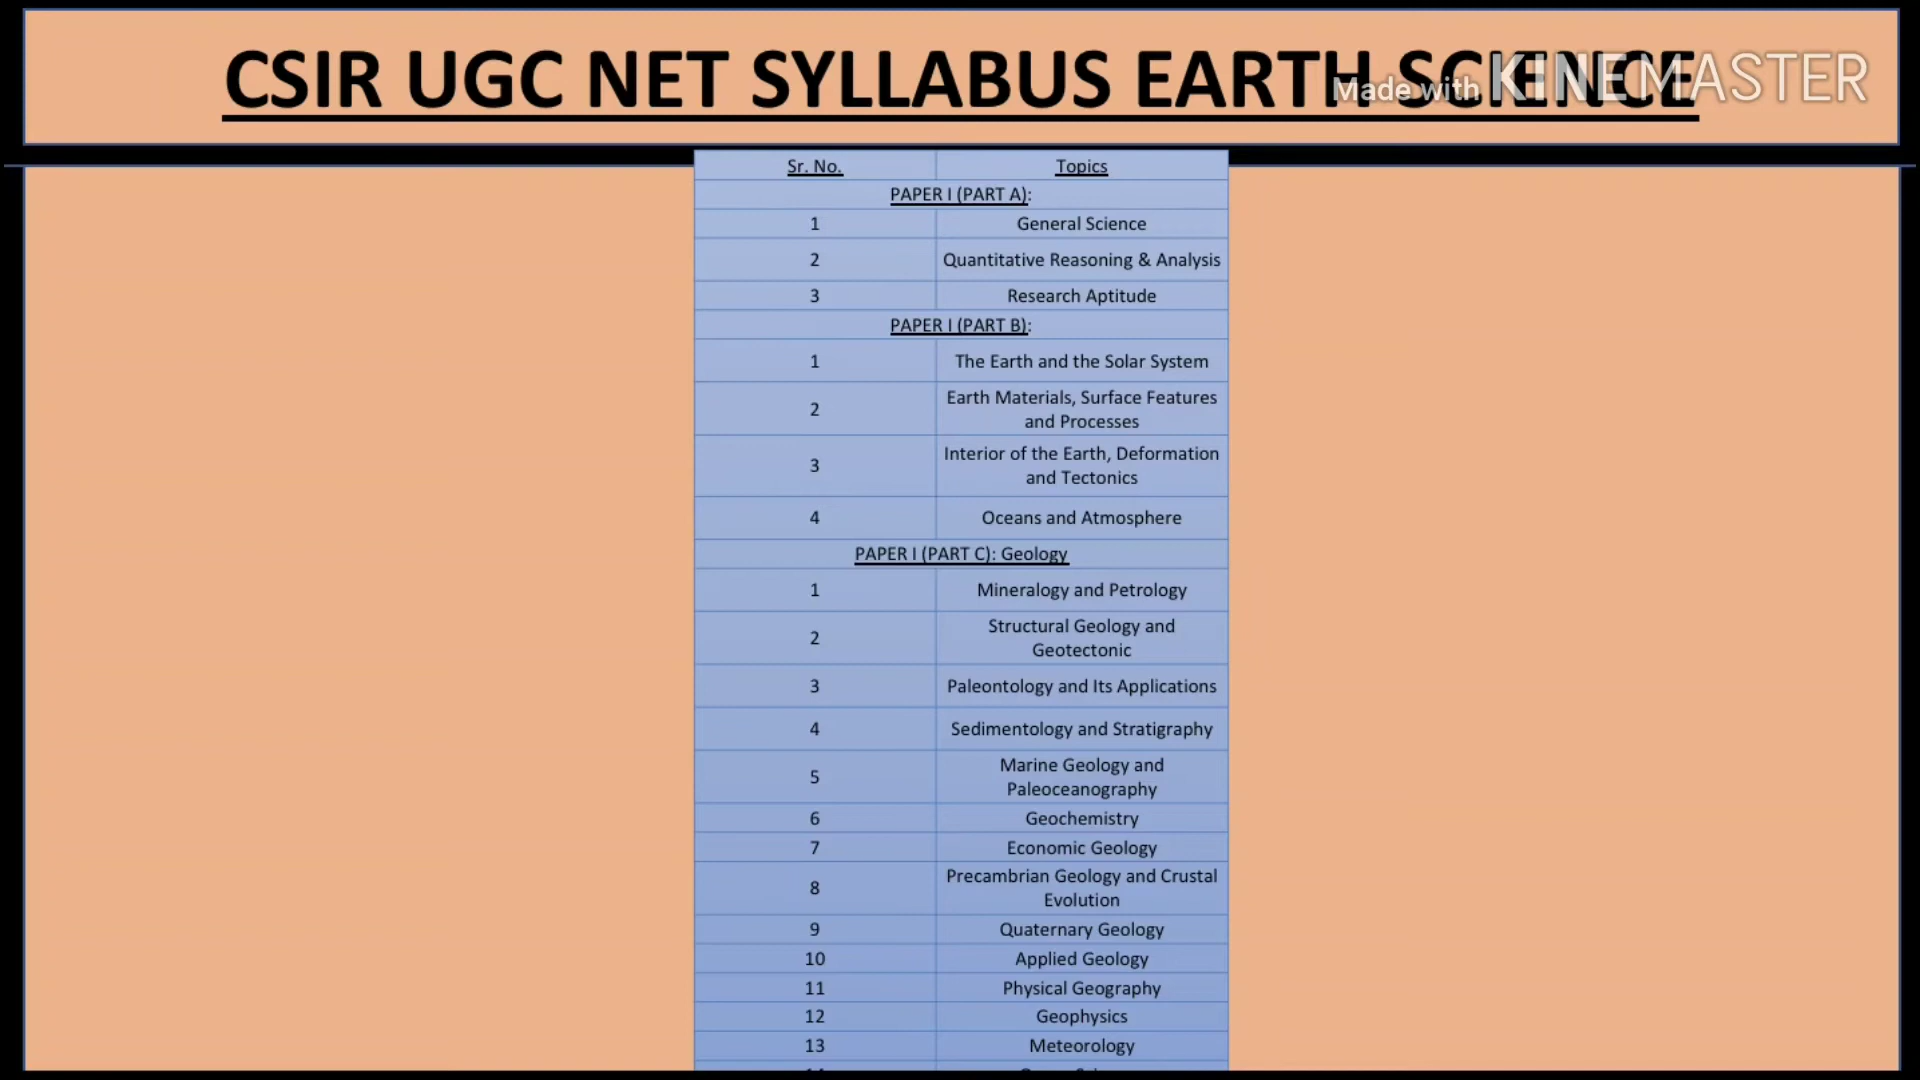 CSIR UGC NET SYLLABUS EARTH SCIENCE
Made with KINEMASTER
Sr. No. Topics
PAPER I (PART A):
1 General Science
2 Quantitative Reasoning & Analysis
3 Research Aptitude
PAPER I (PART B):
1 The Earth and the Solar System
2 Earth Materials, Surface Features
and Processes
3 Interior of the Earth, Deformation
and Tectonics
4 Oceans and Atmosphere
PAPER I (PART C): Geology
1 Mineralogy and Petrology
2 Structural Geology and
Geotectonic
3 Paleontology and Its Applications
4 Sedimentology and Stratigraphy
5 Marine Geology and
Paleoceanography
6 Geochemistry
7 Economic Geology
8 Precambrian Geology and Crustal
Evolution
9 Quaternary Geology
10 Applied Geology
11 Physical Geography
12 Geophysics
13 Meteorology